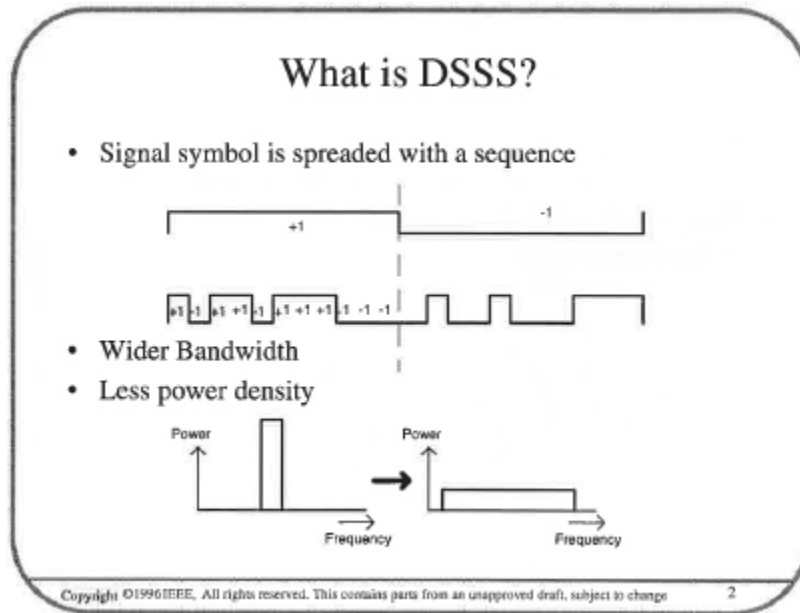 What is DSSS?
• Signal symbol is spreaded with a sequence
+1 -1
+1 -1 +1 +1 -1 +1 +1 +1 -1 -1 -1
• Wider Bandwidth
• Less power density
Power Power
Frequency Frequency
Copyright ©1996 IEEE, All rights reserved. This contains parts from an unapproved draft, subject to change 2